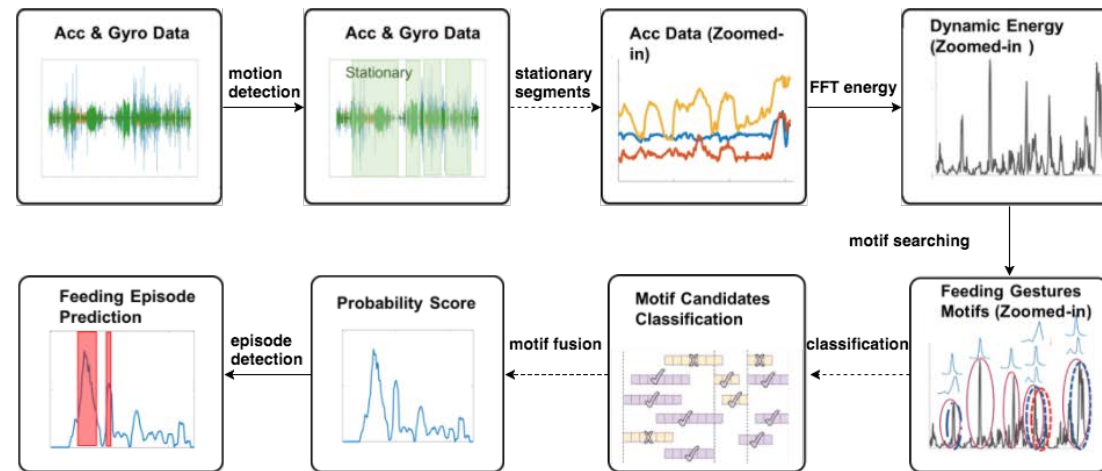 Acc & Gyro Data
motion
detection
Acc & Gyro Data
Stationary
stationary
segments
Acc Data (Zoomed-
in)
FFT energy
Dynamic Energy
(Zoomed-in )
motif searching
Feeding Gestures
Motifs (Zoomed-in)
classification
Motif Candidates
Classification
motif fusion
Probability Score
episode
detection
Feeding Episode
Prediction